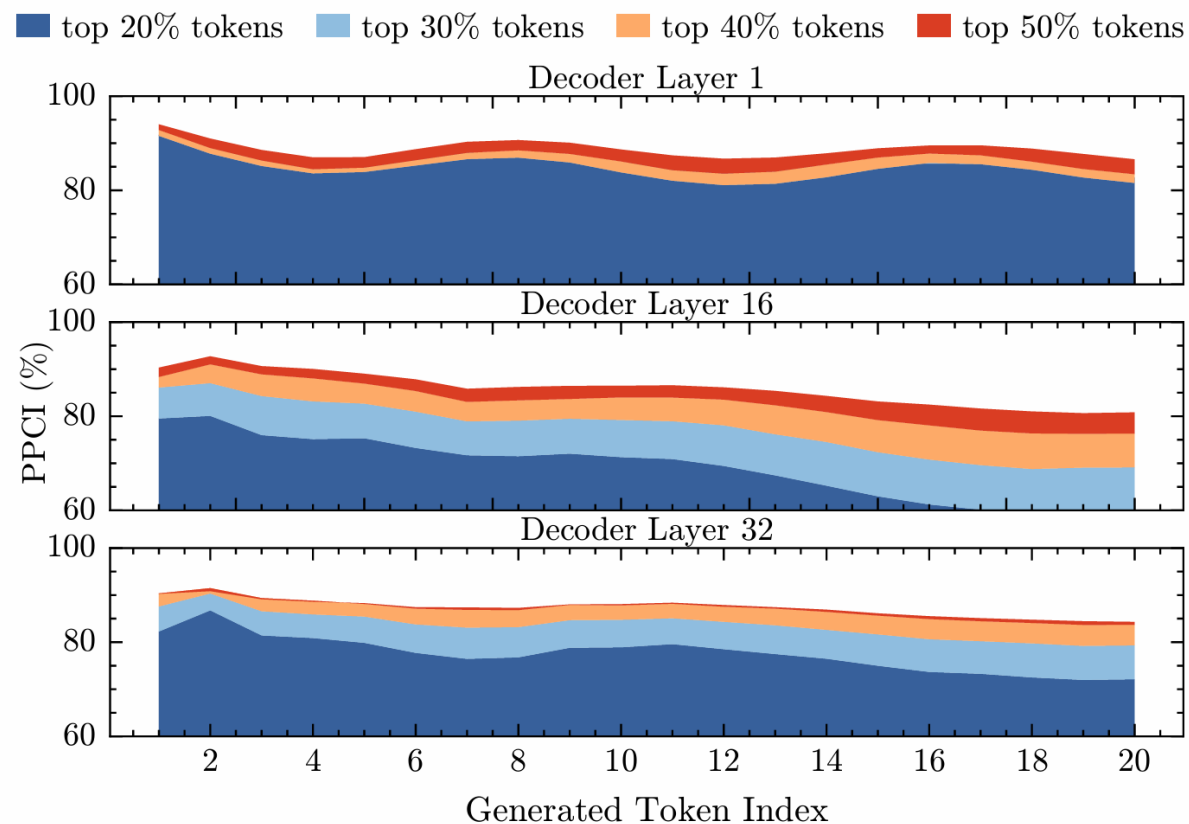 top 20% tokens top 30% tokens top 40% tokens top 50% tokens
Decoder Layer 1
100
80
60
Decoder Layer 16
100
80
60
PPCI (%)
Decoder Layer 32
100
80
60
2 4 6 8 10 12 14 16 18 20
Generated Token Index